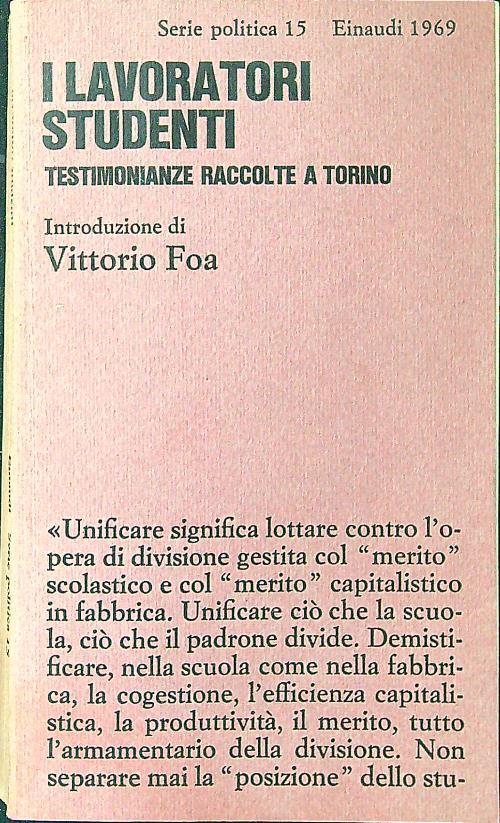 Serie politica 15 Einaudi 1969
I LAVORATORI
STUDENTI
TESTIMONIANZE RACCOLTE A TORINO
Introduzione di
Vittorio Foa
«Unificare significa lottare contro l'o-
pera di divisione gestita col “merito”
scolastico e col “merito” capitalistico
in fabbrica. Unificare ciò che la scuo-
la, ciò che il padrone divide. Demisti-
ficare, nella scuola come nella fabbri-
ca, la cogestione, l'efficienza capitali-
stica, la produttività, il merito, tutto
l'armamentario della divisione. Non
separare mai la “posizione” dello stu-